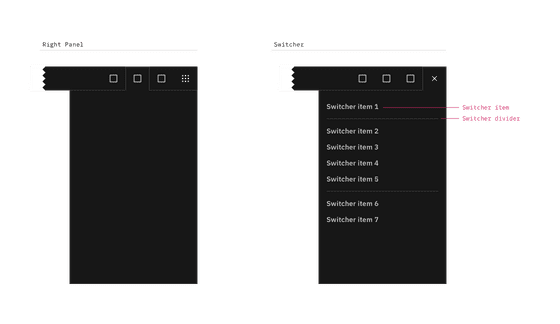 Right Panel
Switcher
Switcher item 1
Switcher item
Switcher divider
Switcher item 2
Switcher item 3
Switcher item 4
Switcher item 5
Switcher item 6
Switcher item 7